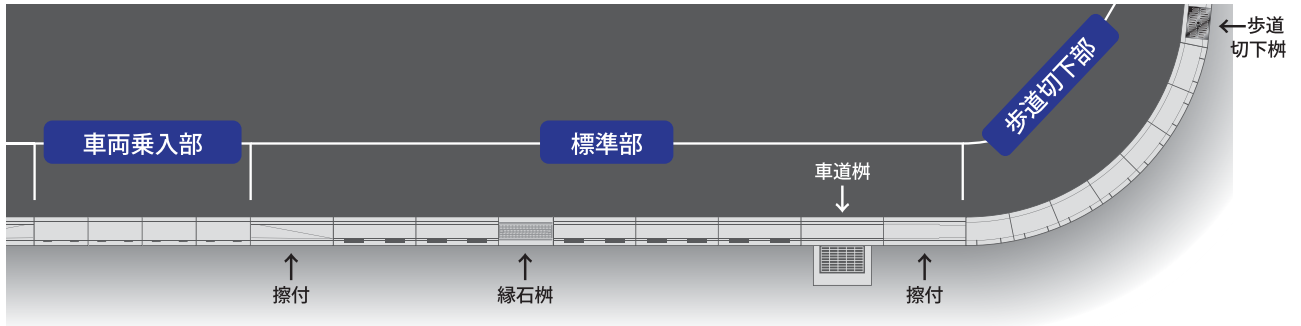 歩道
切下桝
歩道切下部
車両乗入部
標準部
車道桝
擦付
縁石桝
擦付